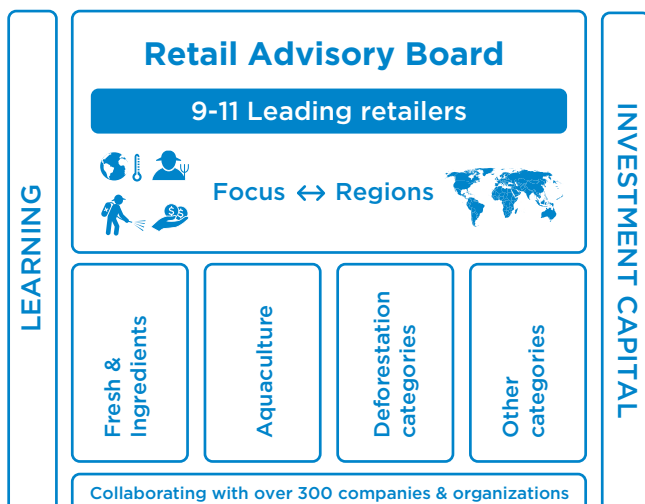 Retail Advisory Board
9-11 Leading retailers
Focus ↔ Regions
LEARNING
INVESTMENT CAPITAL
Fresh &
Ingredients
Aquaculture
Deforestation
categories
Other
categories
Collaborating with over 300 companies & organizations